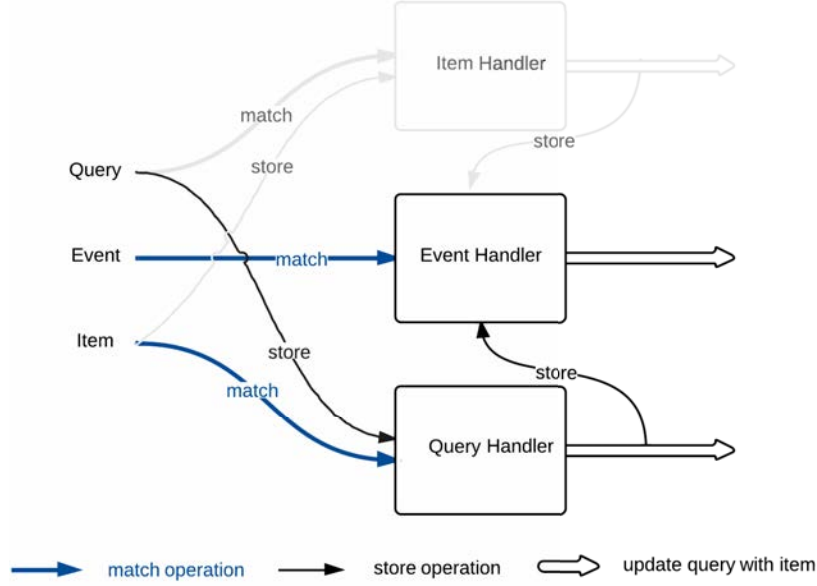 Item Handler
match
store
store
Query
Event
match
Event Handler
Item
store
match
store
Query Handler
match operation
store operation
update query with item